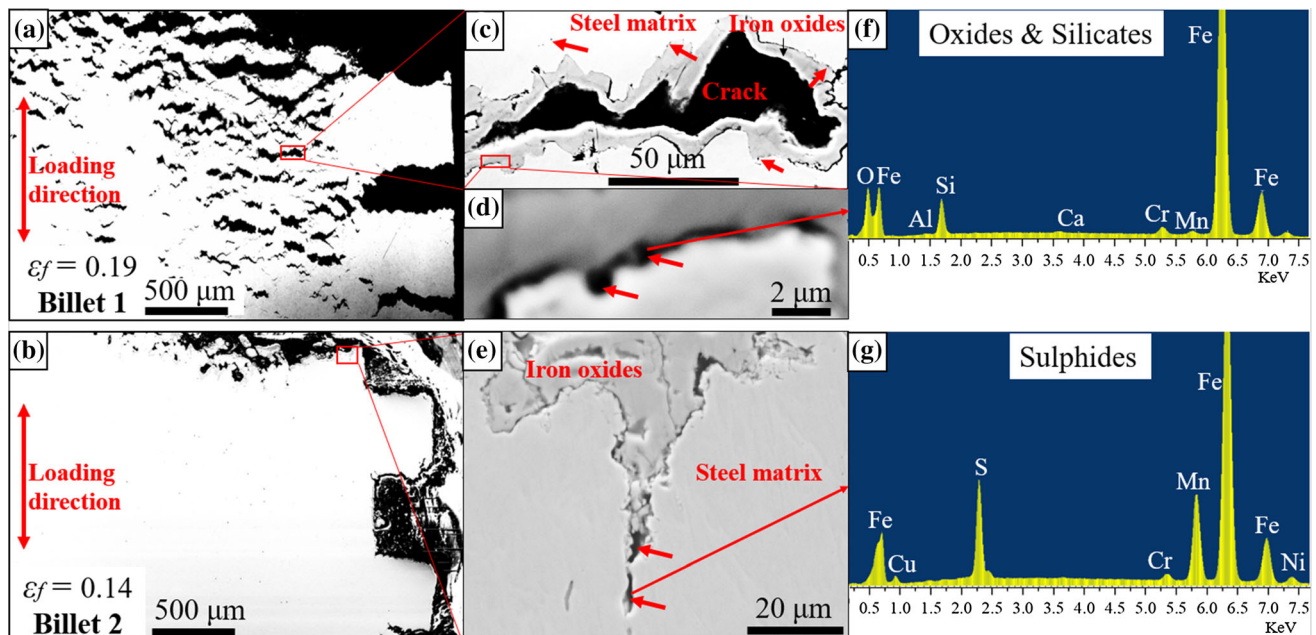 (a)
Loading
direction
εf = 0.19
Billet 1
500 μm
(c)
Steel matrix
Iron oxides
Crack
50 μm
(d)
2 μm
(f)
Oxides & Silicates
Fe
O
Fe
Al
Si
Ca
Cr
Mn
Fe
0.5 1.0 1.5 2.0 2.5 3.0 3.5 4.0 4.5 5.0 5.5 6.0 6.5 7.0 7.5
KeV
(b)
Loading
direction
εf = 0.14
Billet 2
500 μm
(e)
Iron oxides
Steel matrix
20 μm
(g)
Sulphides
Fe
S
Mn
Fe
Cu
Cr
Fe
Ni
0.5 1.0 1.5 2.0 2.5 3.0 3.5 4.0 4.5 5.0 5.5 6.0 6.5 7.0 7.5
KeV